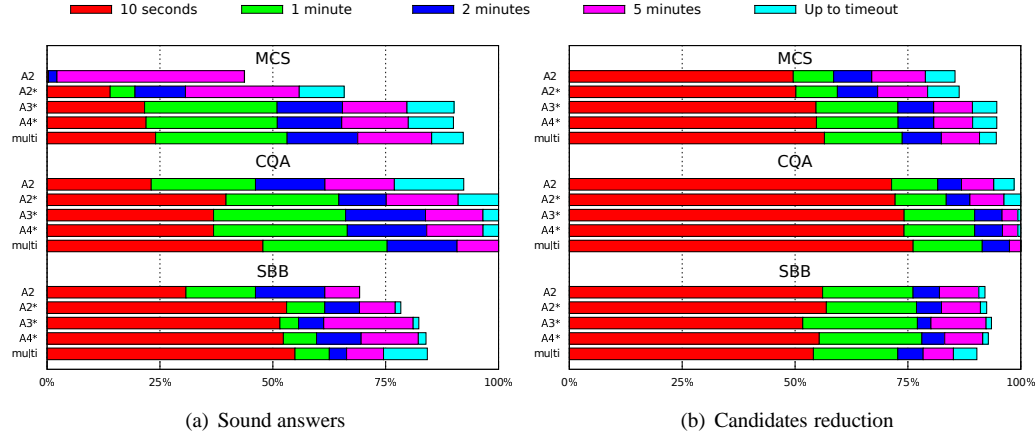 10 seconds 1 minute 2 minutes 5 minutes Up to timeout
MCS
A2
A2*
A3*
A4*
multi
CQA
A2
A2*
A3*
A4*
multi
SBB
A2
A2*
A3*
A4*
multi
0% 25% 50% 75% 100%
(a) Sound answers
MCS
A2
A2*
A3*
A4*
multi
CQA
A2
A2*
A3*
A4*
multi
SBB
A2
A2*
A3*
A4*
multi
0% 25% 50% 75% 100%
(b) Candidates reduction